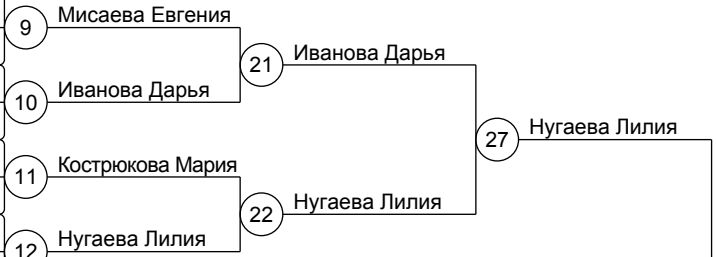 9 Мисаева Евгения
21 Иванова Дарья
10 Иванова Дарья
27 Нугаева Лилия
11 Кострюкова Мария
22 Нугаева Лилия
12 Нугаева Лилия